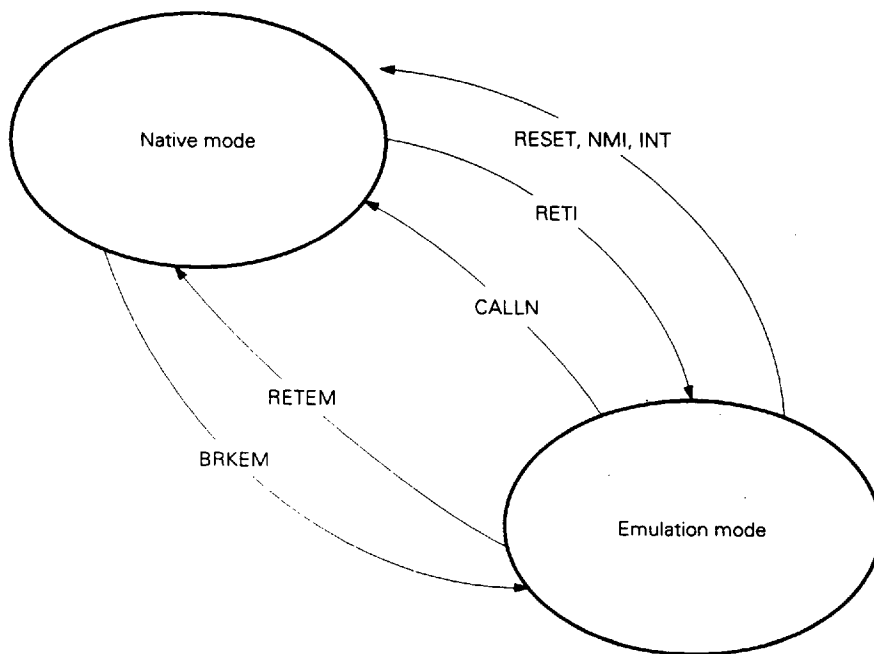 Native mode
RESET, NMI, INT
RETI
CALLN
RETEM
BRKEM
Emulation mode